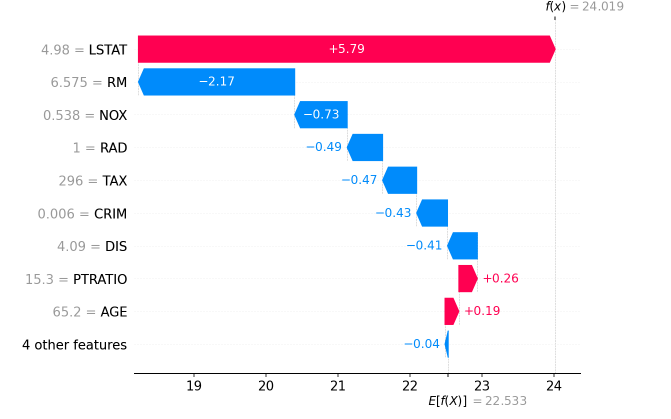 f(x) = 24.019
4.98 = LSTAT +5.79
6.575 = RM −2.17
0.538 = NOX −0.73
1 = RAD −0.49
296 = TAX −0.47
0.006 = CRIM −0.43
4.09 = DIS −0.41
15.3 = PTRATIO +0.26
65.2 = AGE +0.19
4 other features −0.04
19 20 21 22 23 24
E[f(X)] = 22.533